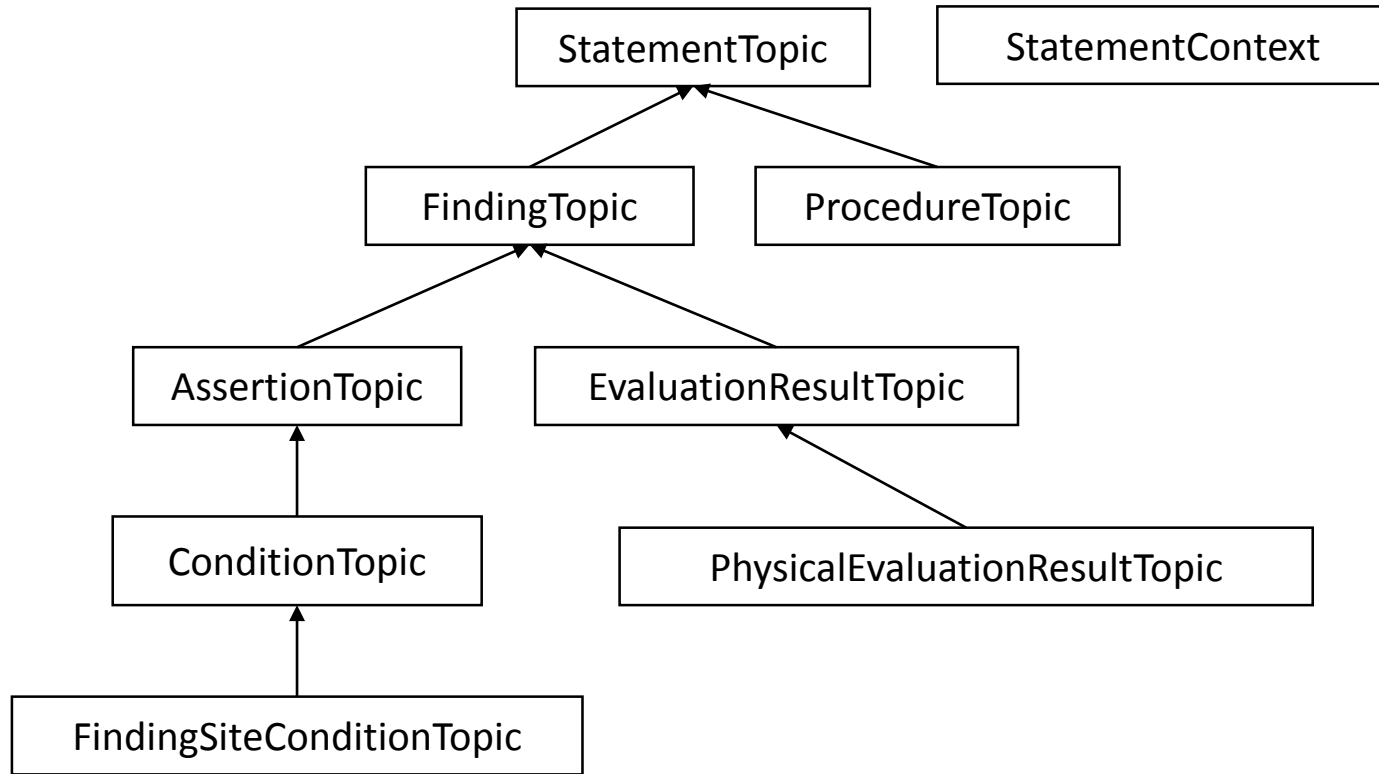 StatementTopic
StatementContext
FindingTopic
ProcedureTopic
AssertionTopic
EvaluationResultTopic
ConditionTopic
PhysicalEvaluationResultTopic
FindingSiteConditionTopic